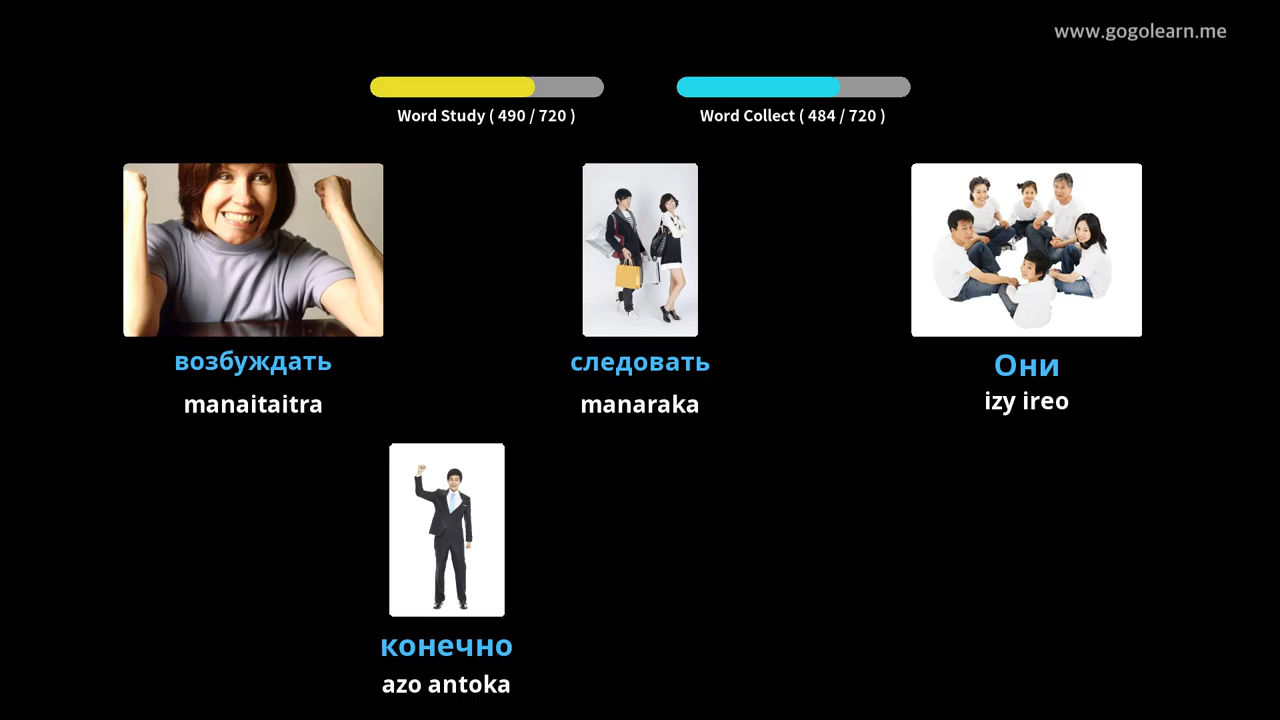 www.gogolearn.me
Word Study ( 490 / 720 )
Word Collect ( 484 / 720 )
возбуждать
manaitaitra
следовать
manaraka
Они
izy ireo
конечно
azo antoka